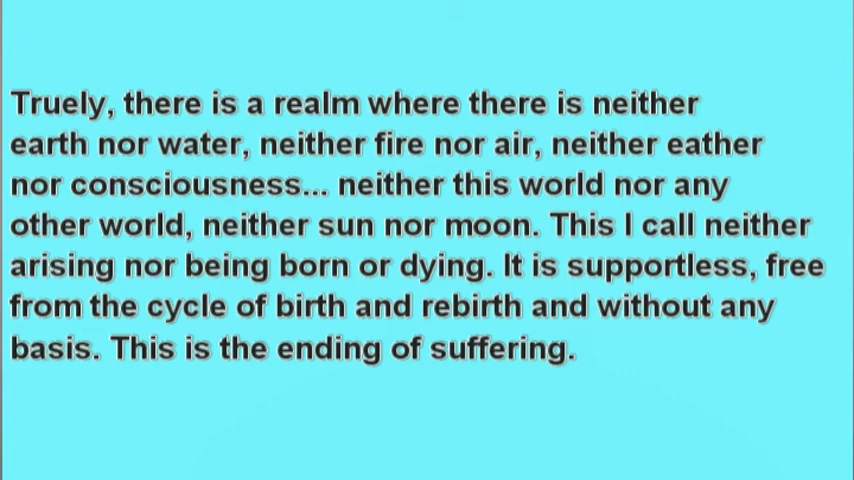 Truely, there is a realm where there is neither
earth nor water, neither fire nor air, neither eather
nor consciousness... neither this world nor any
other world, neither sun nor moon. This I call neither
arising nor being born or dying. It is supportless, free
from the cycle of birth and rebirth and without any
basis. This is the ending of suffering.